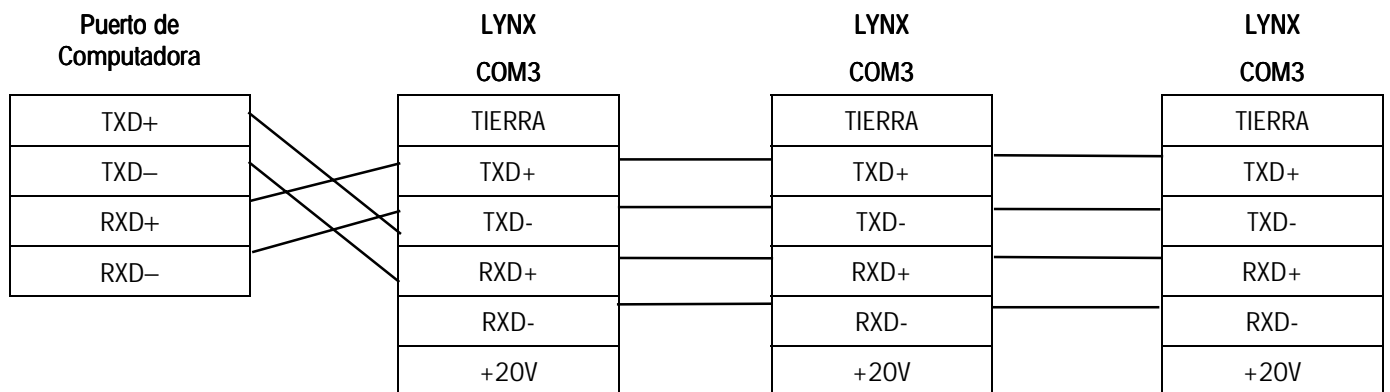 Puerto de
Computadora
LYNX
COM3
LYNX
COM3
LYNX
COM3
TXD+
TXD–
RXD+
RXD–
TIERRA
TXD+
TXD-
RXD+
RXD-
+20V
TIERRA
TXD+
TXD-
RXD+
RXD-
+20V
TIERRA
TXD+
TXD-
RXD+
RXD-
+20V